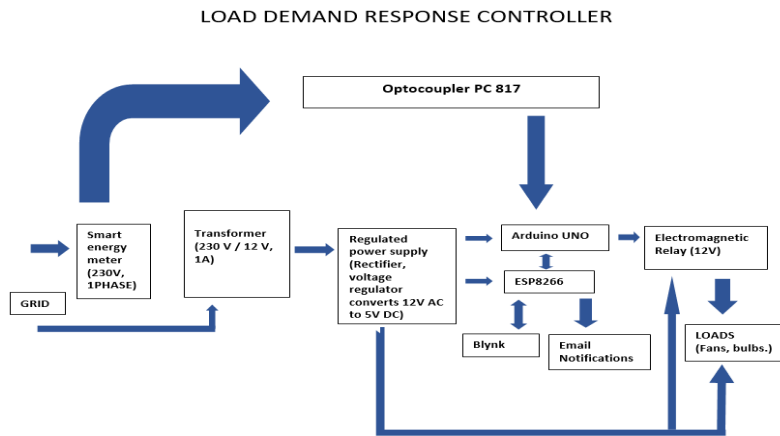 LOAD DEMAND RESPONSE CONTROLLER
Optocoupler PC 817
Smart
energy
meter
(230V,
1PHASE)
GRID
Transformer
(230 V / 12 V,
1A)
Regulated
power supply
(Rectifier,
voltage
regulator
converts 12V AC
to 5V DC)
Arduino UNO
ESP8266
Blynk
Email
Notifications
Electromagnetic
Relay (12V)
LOADS
(Fans, bulbs.)